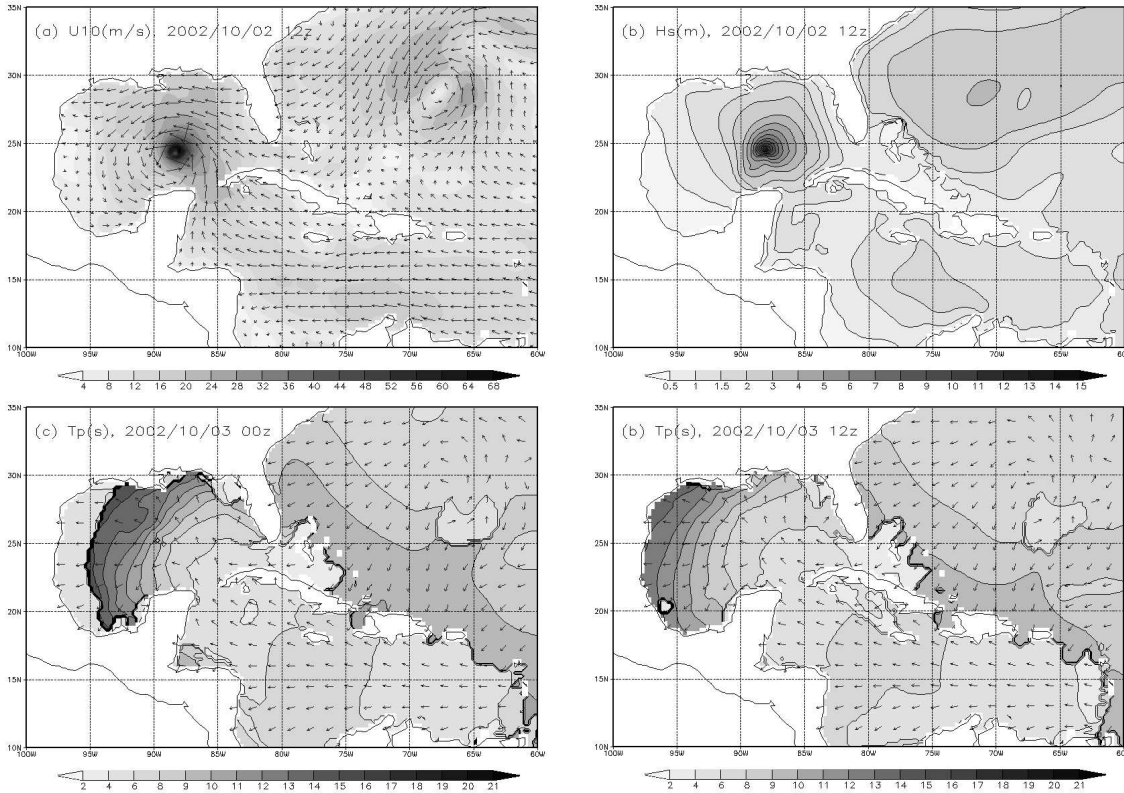 (a) U10(m/s), 2002/10/02 12z
35N
30N
25N
20N
15N
10N
100W 95W 90W 85W 80W 75W 70W 65W 60W
4 8 12 16 20 24 28 32 36 40 44 48 52 56 60 64 68
(b) Hs(m), 2002/10/02 12z
35N
30N
25N
20N
15N
10N
100W 95W 90W 85W 80W 75W 70W 65W 60W
0.5 1 1.5 2 3 4 5 6 7 8 9 10 11 12 13 14 15
(c) Tp(s), 2002/10/03 00z
35N
30N
25N
20N
15N
10N
100W 95W 90W 85W 80W 75W 70W 65W 60W
2 4 6 8 10 11 12 13 14 15 16 17 18 19 20 21
(b) Tp(s), 2002/10/03 12z
35N
30N
25N
20N
15N
10N
100W 95W 90W 85W 80W 75W 70W 65W 60W
2 4 6 8 9 10 11 12 13 14 15 16 17 18 19 20 21